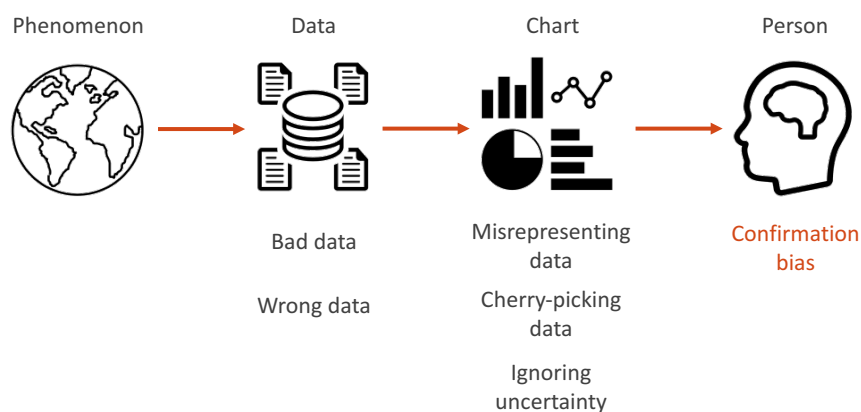 Phenomenon
Data
Chart
Person
Bad data
Wrong data
Misrepresenting
data
Cherry-picking
data
Ignoring
uncertainty
Confirmation
bias